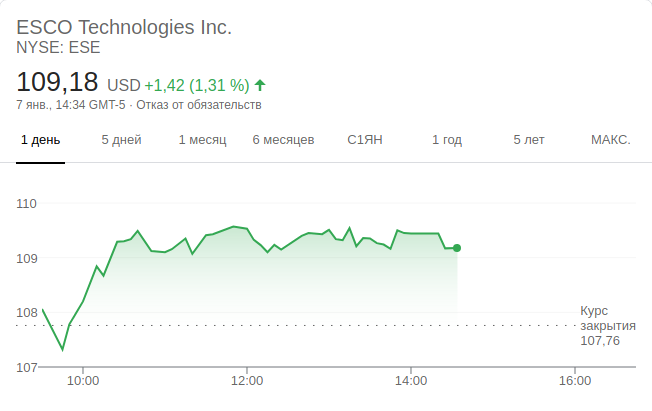 ESCO Technologies Inc.
NYSE: ESE
109,18 USD +1,42 (1,31 %)
7 янв., 14:34 GMT-5 · Отказ от обязательств
1 день 5 дней 1 месяц 6 месяцев С1ЯН 1 год 5 лет МАКС.
110
109
108
107
Курс
закрытия
107,76
10:00 12:00 14:00 16:00